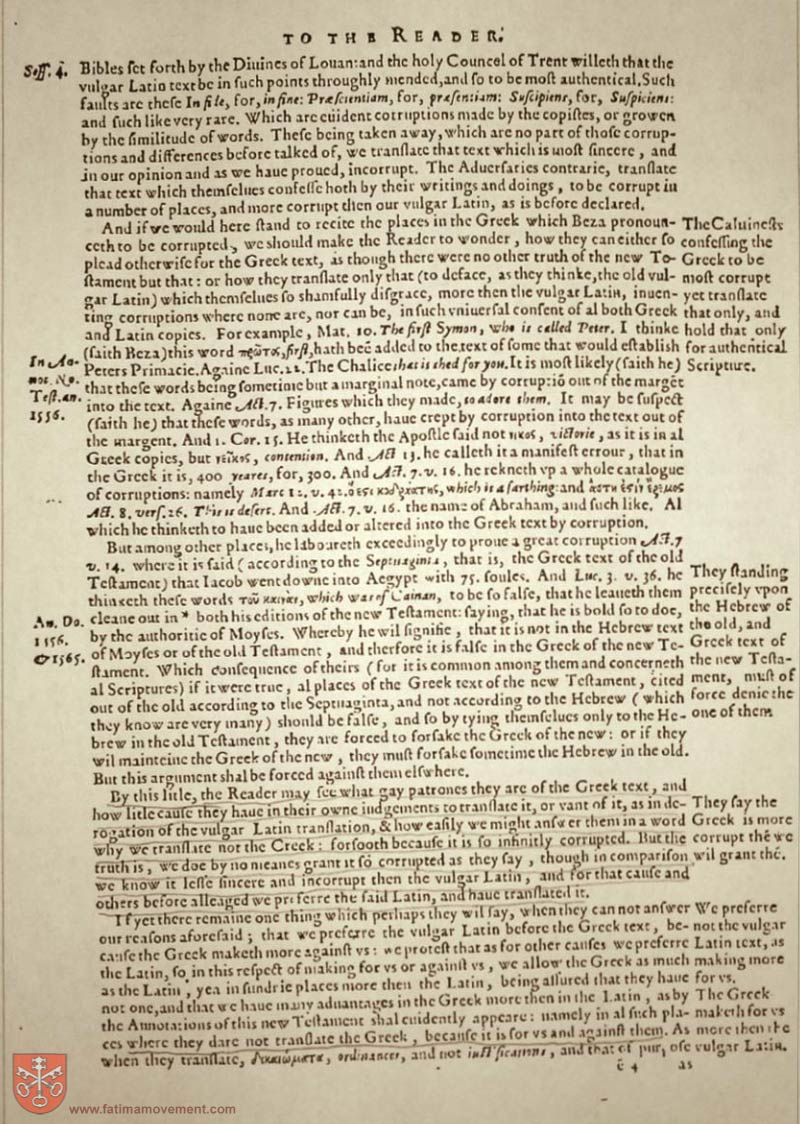 TO THE READER.
Sess. 4.
Bibles set forth by the Diuines of Louan: and the holy Councel of Trent willeth that the
vulgar Latin text be in such points throughly mended, and so to be most authentical. Such
faults are these In fide, for, in fine: Præscientiam, for, præsentiam: Suscipiens, for, Suspiciens:
and such like very rare. Which are euident corruptions made by the copistes, or growen
by the similitude of words. These being taken away, which are no part of those corrup-
tions and differences before talked of, we translate that text which is most sincere, and
in our opinion and as we haue proued, incorrupt. The Aduersaries contrarie, translate
that text which themselues confesse both by their writings and doings, to be corrupt in
a number of places, and more corrupt then our vulgar Latin, as is before declared.
And if we would here stand to recite the places in the Greek which Beza pronoun-
ceth to be corrupted, we should make the Reader to wonder, how they can either so
plead otherwise for the Greek text, as though there were no other truth of the new To-
stament but that: or how they translate only that (to deface, as they thinke, the old vul-
gar Latin) which themselues so shamfully disgrace, more then the vulgar Latin, inuen-
ting corruptions where none are, nor can be, in such vniuersal consent of al both Greek
and Latin copies. For example, Mat. 10. The first Symon, who is called Peter. I thinke
(saith Beza) this word πρῶτος, first, hath beē added to the text of some that would establish
Peters Primacie. Againe Luc. 22. The Chalice that is shed for you. It is most likely (saith he)
that these words being sometime but a marginal note, came by corruptiō out of the margēt
into the text. Againe Act. 7. Figures which they made, to adore them. It may be suspect
(saith he) that these words, as many other, haue crept by corruption into the text out of
the margent. And 1. Cor. 15. He thinketh the Apostle said not νῖκος, victorie, as it is in al
Greek copies, but νεῖκος, contention. And Act 13. he calleth it a manifest errour, that in
the Greek it is, 400 yeares, for, 300. And Act. 7. v. 16. he rekneth vp a whole catalogue
of corruptions: namely Marc 12. v. 42. ὅ ἐστι κοδράντης, which is a farthing: and
Act. 8. vers. 26. This is desert. And Act. 7. v. 16. the name of Abraham, and such like. Al
which he thinketh to haue been added or altered into the Greek text by corruption.
The Caluinests
confessing the
Greek to be
most corrupt
yet translate
that only, and
hold that only
for authentical
Scripture.
In An-
not. No.
Test. an.
1556.
But among other places, he laboureth exceedingly to proue a great corruption Act. 7
v. 14. where it is said (according to the Septuaginta, that is, the Greek text of the old
Testament) that Iacob went downe into Aegypt with 75. soules. And Luc. 3. v. 36. he
thinketh these words τοῦ καινὰν, which was of Cainan, to be so false, that he leaueth them
cleane out in * both his editions of the new Testament: saying, that he is bold so to doe,
by the authoritie of Moyses. Whereby he wil signifie, that it is not in the Hebrew text
of Moyses or of the old Testament, and therfore it is false in the Greek of the new Te-
stament. Which consequence of theirs (for it is common among them and concerneth
al Scriptures) if it were true, al places of the Greek text of the new Testament, cited
out of the old according to the Septuaginta, and not according to the Hebrew (which
they know are very many) should be false, and so by tying themselues only to the He-
brew in the old Testament, they are forced to forsake the Greek of the new: or if they
wil mainteine the Greek of the new, they must forsake sometime the Hebrew in the old.
But this argument shal be forced against them elswhere.
An. Do.
1556.
& 1565.
They standing
precisely vpon
the Hebrew of
the old, and
Greek text of
the new Testa-
ment, must of
force denie the
one of them
By this litle, the Reader may see what gay patrones they are of the Greek text, and
how litle cause they haue in their owne iudgements to translate it, or vant of it, as in de-
rogation of the vulgar Latin translation, & how easily we might answer them in a word
why we translate not the Greek: forsooth because it is so infinitly corrupted. But the
truth is, we doe by no meanes grant it so corrupted as they say, though in comparison
we know it lesse sincere and incorrupt then the vulgar Latin, and for that cause and
others before alleaged we preferre the said Latin, and haue translated it.
They say the
Greek is more
corrupt the we
wil grant the.
If yet there remaine one thing which perhaps they wil say, when they can not answer
our reasons aforesaid; that we preferre the vulgar Latin before the Greek text, be-
cause the Greek maketh more against vs: we protest that as for other causes we preferre
the Latin, so in this respect of making for vs or against vs, we allow the Greek as much
as the Latin, yea in sundrie places more then the Latin, being assured that they haue
not one, and that we haue many aduantages in the Greek more then in the Latin, as by
the Annotations of this new Testament shal euidently appeare: namely in al such pla-
ces where they dare not translate the Greek, because it is for vs and against them. As
when they translate, δικαιώματα, ordinances, and not iustifications, and that of purpose
We preferre
not the vulgar
Latin text, as
making more
for vs.
The Greek
maketh for vs
more then the
vulgar Latin.
c 4
as
www.fatimamovement.com